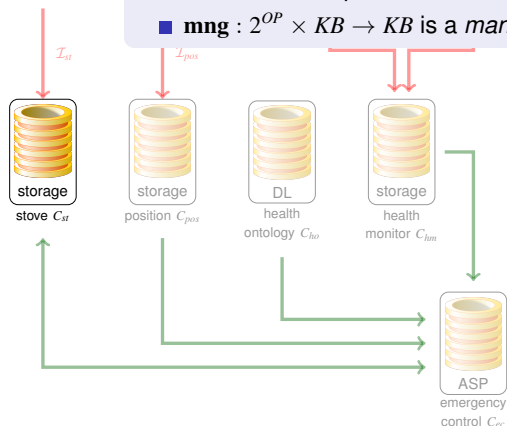 mng : 2^OP × KB → KB is a man
I_st
I_pos
storage
storage
DL
storage
stove C_st
position C_pos
health
ontology C_ho
health
monitor C_hm
ASP
emergency
control C_ec